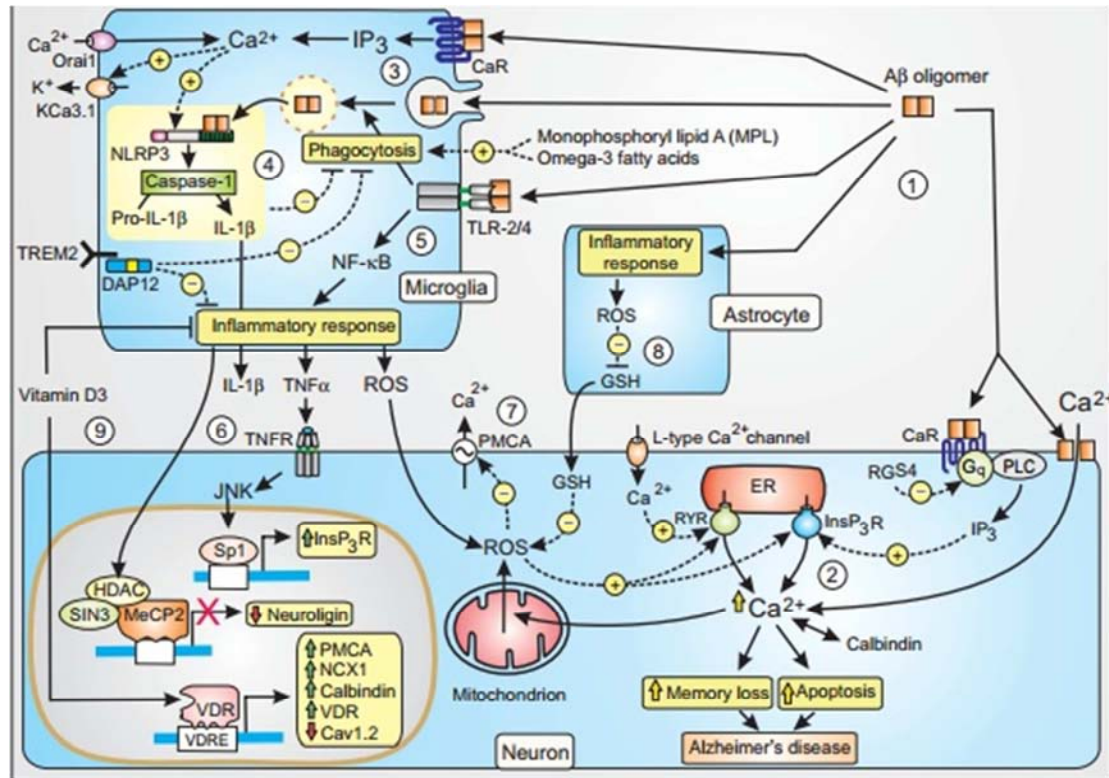 Ca²⁺
Orai1
K⁺
KCa3.1
Ca²⁺
IP₃
③
CaR
Aβ oligomer
①
NLRP3
④
Phagocytosis
Monophosphoryl lipid A (MPL)
Omega-3 fatty acids
Caspase-1
Pro-IL-1β
IL-1β
TLR-2/4
⑤
NF-κB
TREM2
DAP12
Microglia
Inflammatory response
Inflammatory
response
ROS
⑧
GSH
Astrocyte
Vitamin D3
⑨
⑥
IL-1β
TNFα
ROS
TNFR
Ca²⁺
⑦
PMCA
L-type Ca²⁺channel
CaR
Ca²⁺
Gq
PLC
RGS4
IP₃
GSH
Ca²⁺
RYR
ER
InsP₃R
②
JNK
Sp1
InsP₃R
HDAC
SIN3
MeCP2
Neuroligin
ROS
Mitochondrion
Ca²⁺
Calbindin
PMCA
NCX1
Calbindin
VDR
Cav1.2
VDR
VDRE
Memory loss
Apoptosis
Alzheimer's disease
Neuron